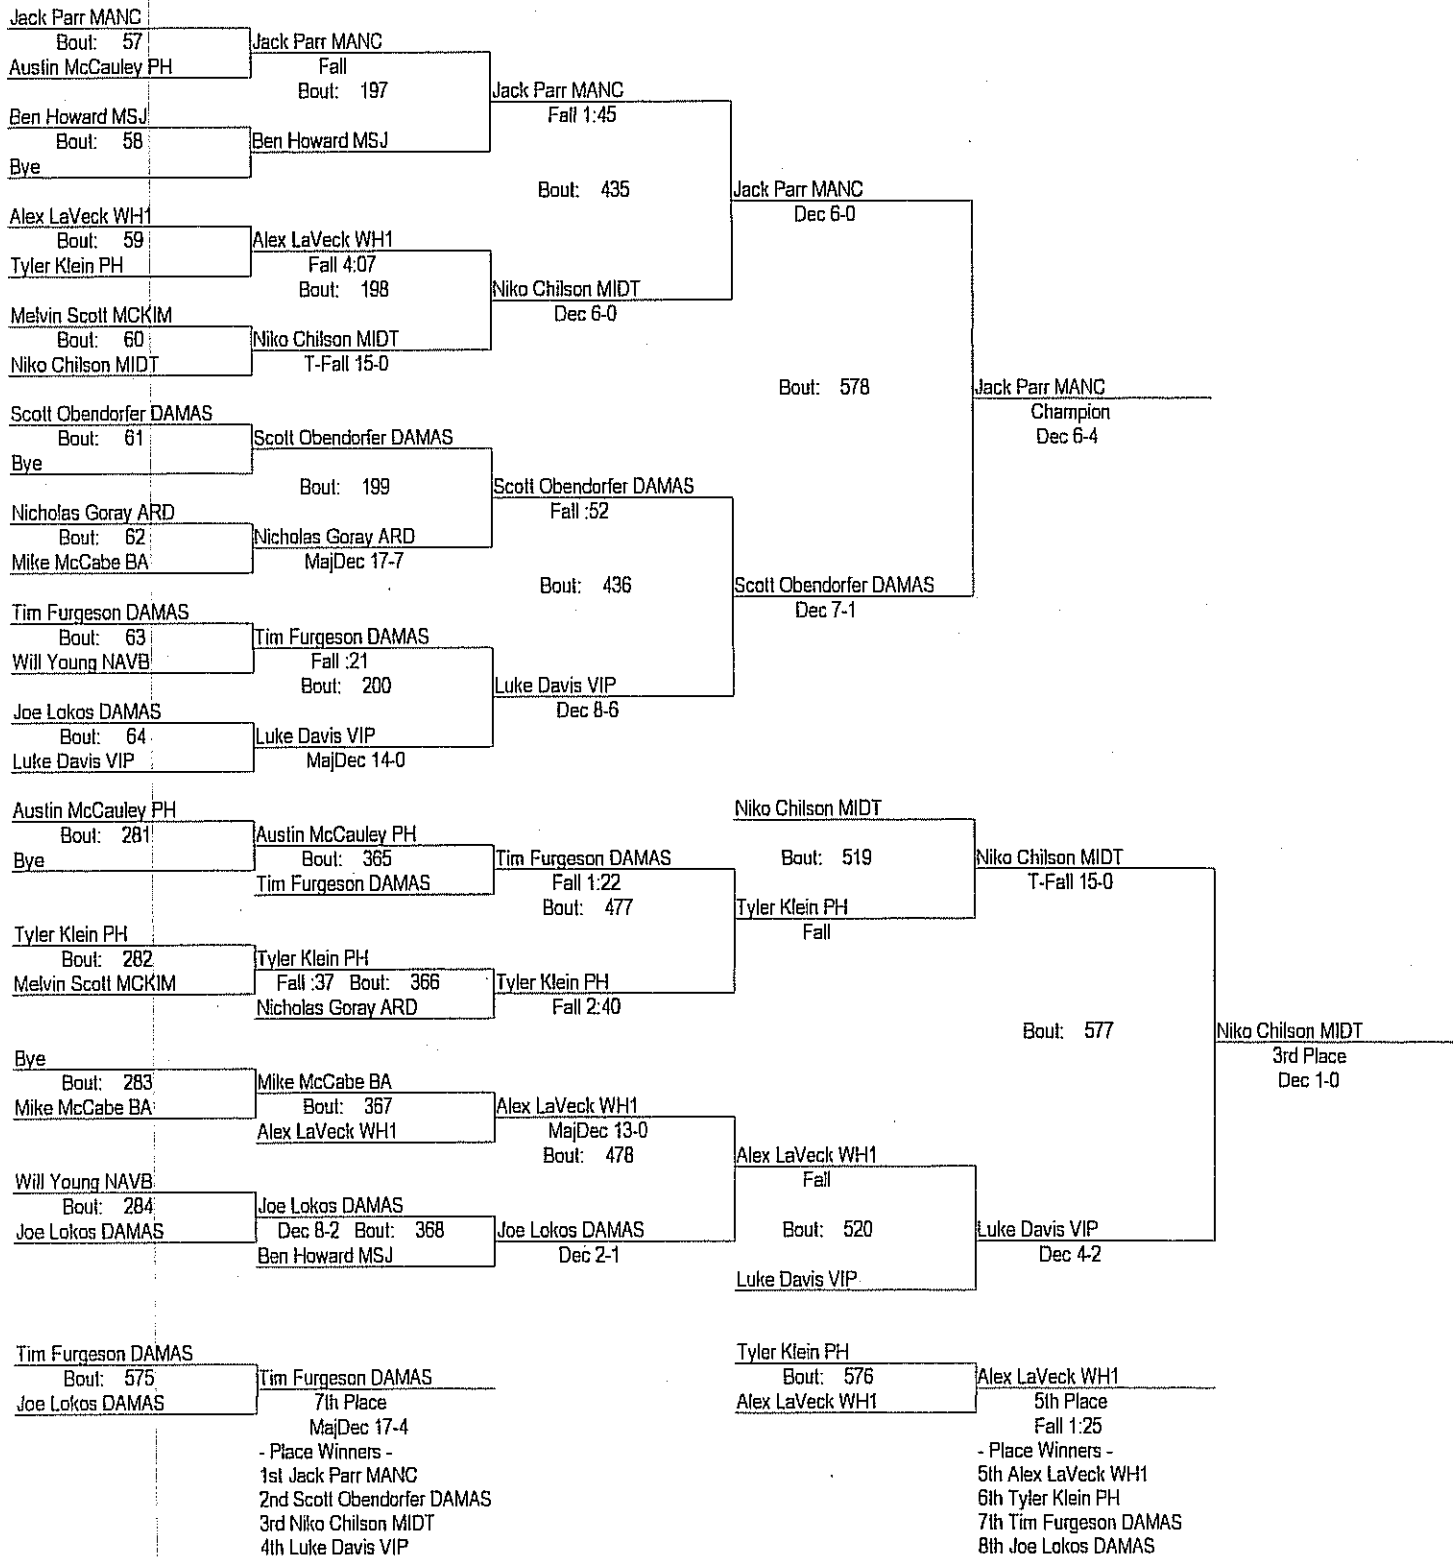 Jack Parr MANC
Bout: 57
Austin McCauley PH
Jack Parr MANC
Fall
Bout: 197
Ben Howard MSJ
Bout: 58
Bye
Ben Howard MSJ
Jack Parr MANC
Fall 1:45
Bout: 435
Alex LaVeck WH1
Bout: 59
Tyler Klein PH
Alex LaVeck WH1
Fall 4:07
Bout: 198
Melvin Scott MCKIM
Bout: 60
Niko Chilson MIDT
Niko Chilson MIDT
T-Fall 15-0
Niko Chilson MIDT
Dec 6-0
Jack Parr MANC
Dec 6-0
Bout: 578
Jack Parr MANC
Champion
Dec 6-4
Scott Obendorfer DAMAS
Bout: 61
Bye
Scott Obendorfer DAMAS
Bout: 199
Nicholas Goray ARD
Bout: 62
Mike McCabe BA
Nicholas Goray ARD
MajDec 17-7
Scott Obendorfer DAMAS
Fall :52
Bout: 436
Scott Obendorfer DAMAS
Dec 7-1
Tim Furgeson DAMAS
Bout: 63
Will Young NAVB
Tim Furgeson DAMAS
Fall :21
Bout: 200
Joe Lokos DAMAS
Bout: 64
Luke Davis VIP
Luke Davis VIP
MajDec 14-0
Luke Davis VIP
Dec 8-6
Austin McCauley PH
Bout: 281
Bye
Austin McCauley PH
Bout: 365
Tim Furgeson DAMAS
Tim Furgeson DAMAS
Fall 1:22
Bout: 477
Tyler Klein PH
Bout: 282
Melvin Scott MCKIM
Tyler Klein PH
Fall :37 Bout: 366
Nicholas Goray ARD
Tyler Klein PH
Fall 2:40
Niko Chilson MIDT
Bout: 519
Tyler Klein PH
Fall
Niko Chilson MIDT
T-Fall 15-0
Bout: 577
Niko Chilson MIDT
3rd Place
Dec 1-0
Bye
Bout: 283
Mike McCabe BA
Mike McCabe BA
Bout: 367
Alex LaVeck WH1
Alex LaVeck WH1
MajDec 13-0
Bout: 478
Will Young NAVB
Bout: 284
Joe Lokos DAMAS
Joe Lokos DAMAS
Dec 8-2 Bout: 368
Ben Howard MSJ
Joe Lokos DAMAS
Dec 2-1
Alex LaVeck WH1
Fall
Bout: 520
Luke Davis VIP
Luke Davis VIP
Dec 4-2
Tim Furgeson DAMAS
Bout: 575
Joe Lokos DAMAS
Tim Furgeson DAMAS
7th Place
MajDec 17-4
- Place Winners -
1st Jack Parr MANC
2nd Scott Obendorfer DAMAS
3rd Niko Chilson MIDT
4th Luke Davis VIP
Tyler Klein PH
Bout: 576
Alex LaVeck WH1
Alex LaVeck WH1
5th Place
Fall 1:25
- Place Winners -
5th Alex LaVeck WH1
6th Tyler Klein PH
7th Tim Furgeson DAMAS
8th Joe Lokos DAMAS